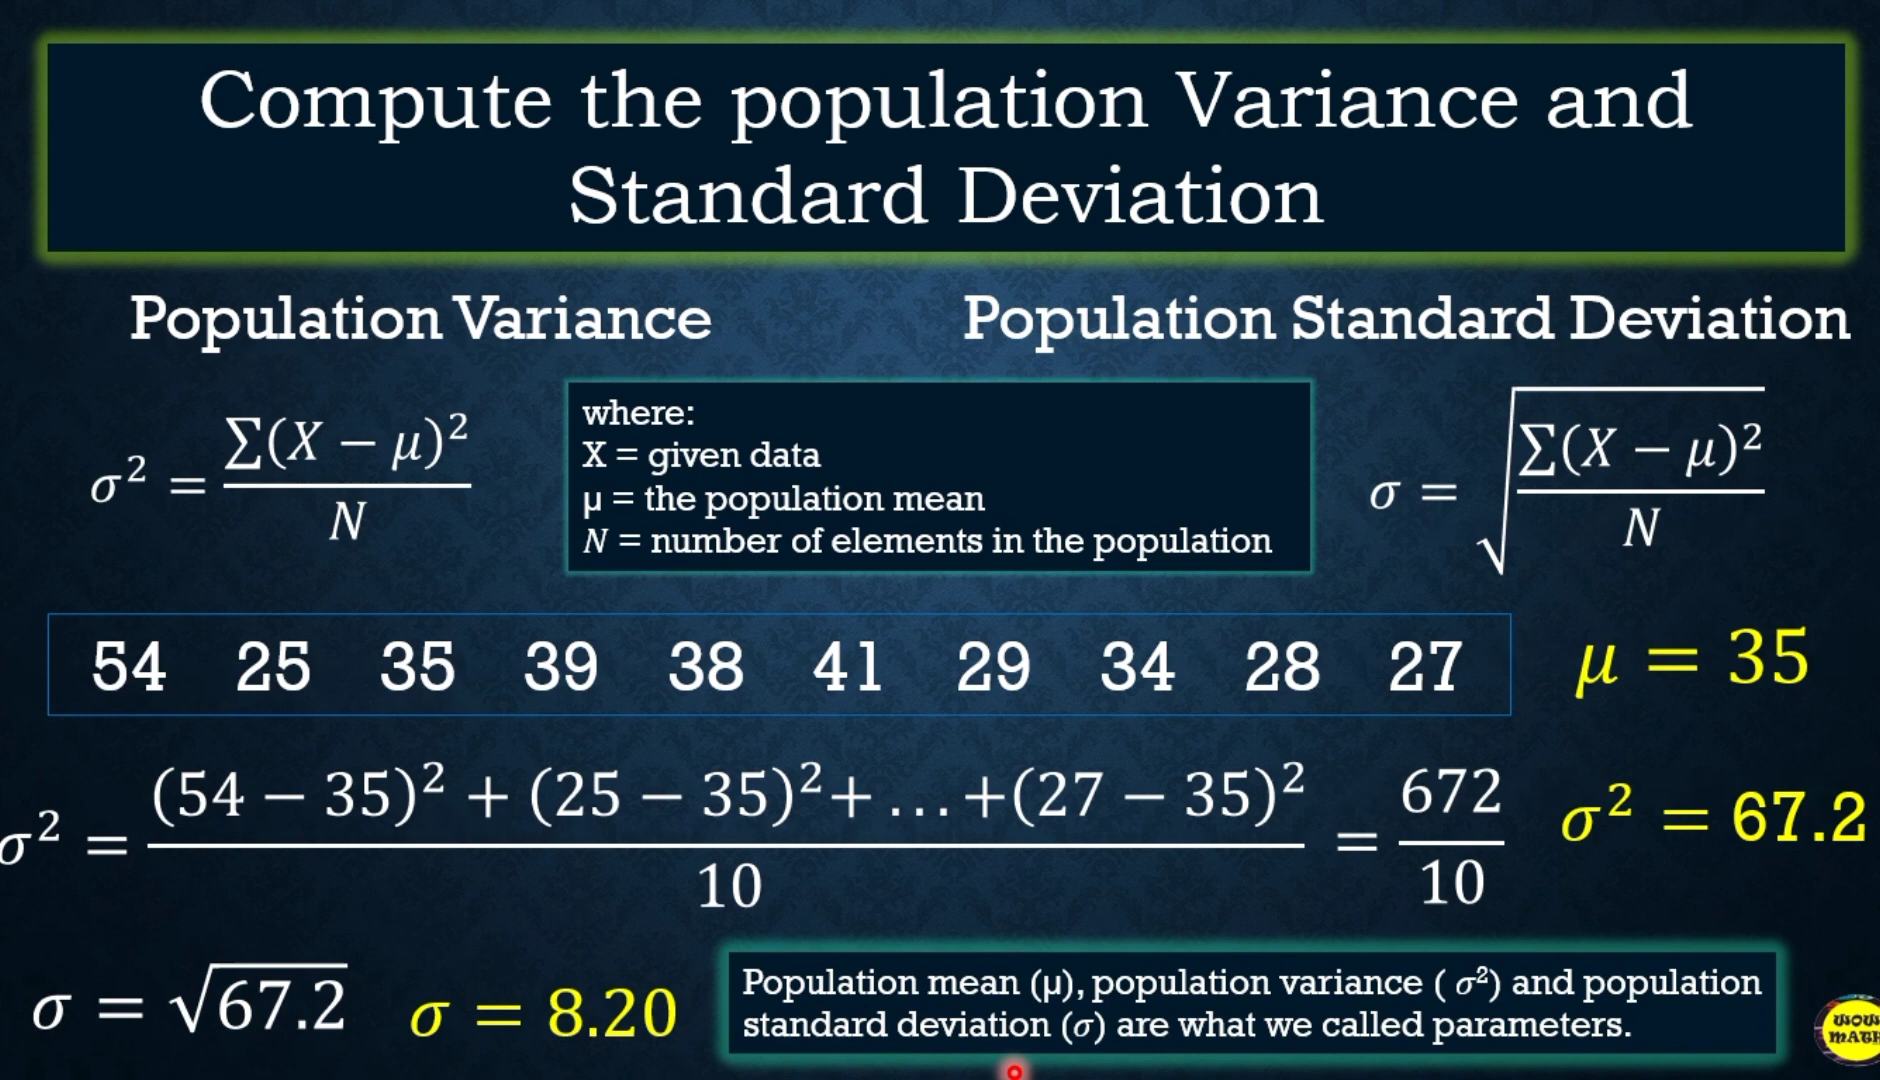 Compute the population Variance and
Standard Deviation
Population Variance
Population Standard Deviation
σ² = ∑(X − μ)² / N
where:
X = given data
μ = the population mean
N = number of elements in the population
σ = √(∑(X − μ)² / N)
54 25 35 39 38 41 29 34 28 27
μ = 35
σ² = (54 − 35)² + (25 − 35)²+ ...+(27 − 35)² / 10 = 672 / 10
σ² = 67.2
σ = √67.2
σ = 8.20
Population mean (μ), population variance ( σ²) and population
standard deviation (σ) are what we called parameters.
WOW
MATH